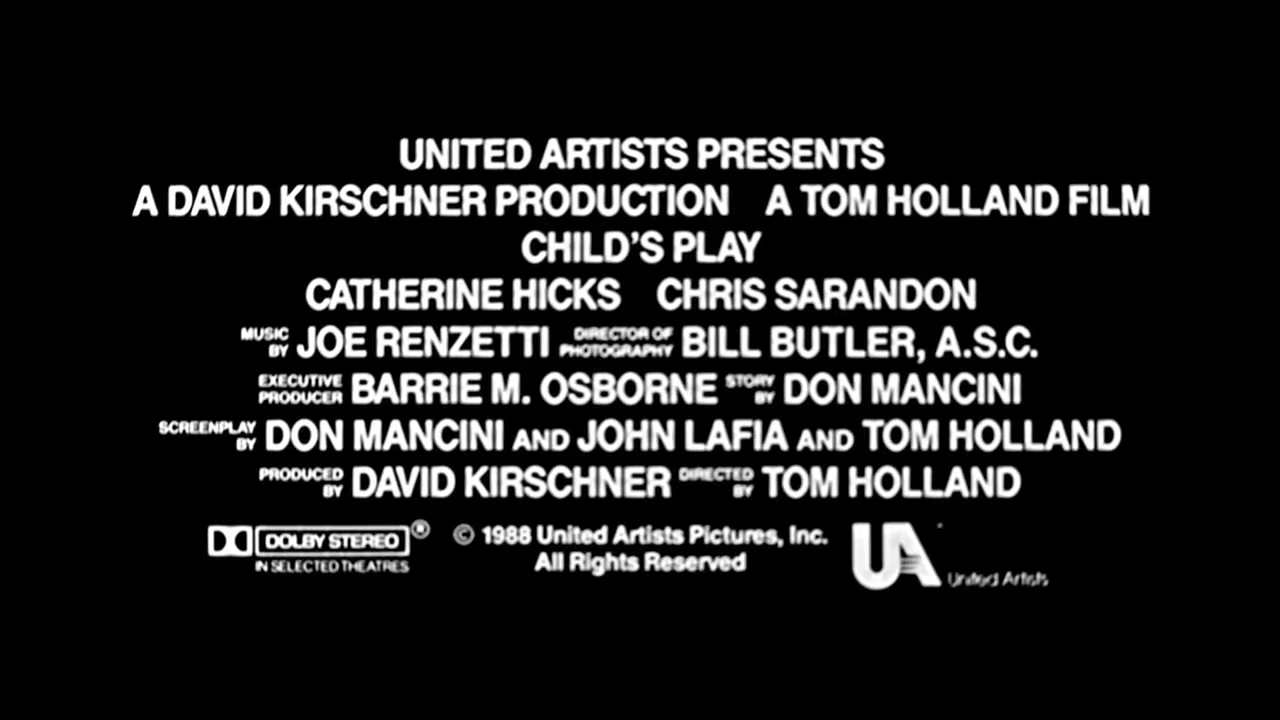 UNITED ARTISTS PRESENTS
A DAVID KIRSCHNER PRODUCTION A TOM HOLLAND FILM
CHILD'S PLAY
CATHERINE HICKS CHRIS SARANDON
MUSIC BY JOE RENZETTI DIRECTOR OF PHOTOGRAPHY BILL BUTLER, A.S.C.
EXECUTIVE PRODUCER BARRIE M. OSBORNE STORY BY DON MANCINI
SCREENPLAY BY DON MANCINI AND JOHN LAFIA AND TOM HOLLAND
PRODUCED BY DAVID KIRSCHNER DIRECTED BY TOM HOLLAND
DOLBY STEREO ®
IN SELECTED THEATRES
© 1988 United Artists Pictures, Inc.
All Rights Reserved
UA United Artists